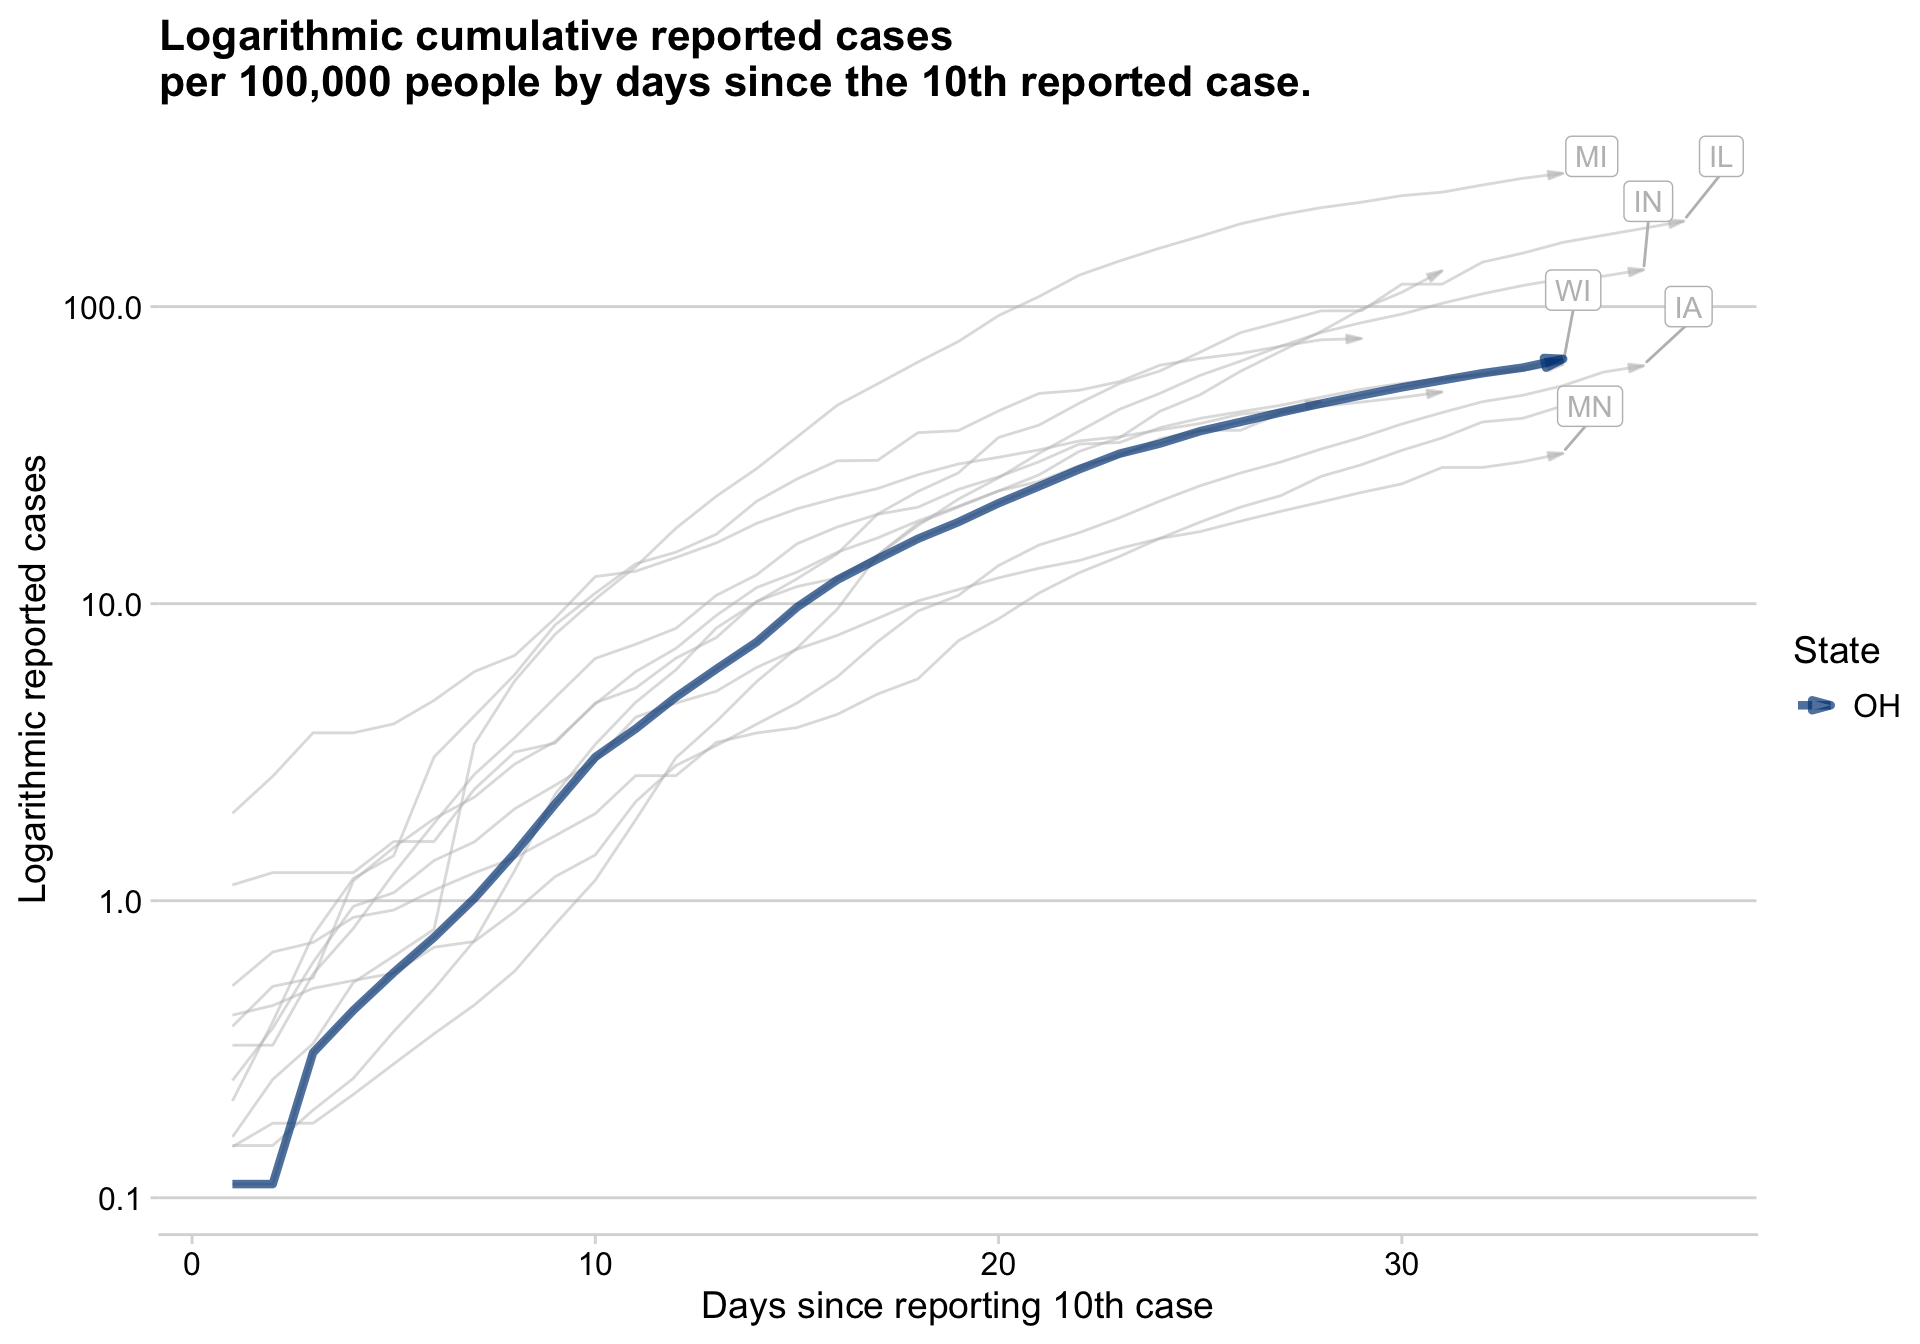 Logarithmic cumulative reported cases
per 100,000 people by days since the 10th reported case.
MI
IL
IN
WI
IA
MN
100.0
10.0
1.0
0.1
Logarithmic reported cases
0
10
20
30
Days since reporting 10th case
State
OH